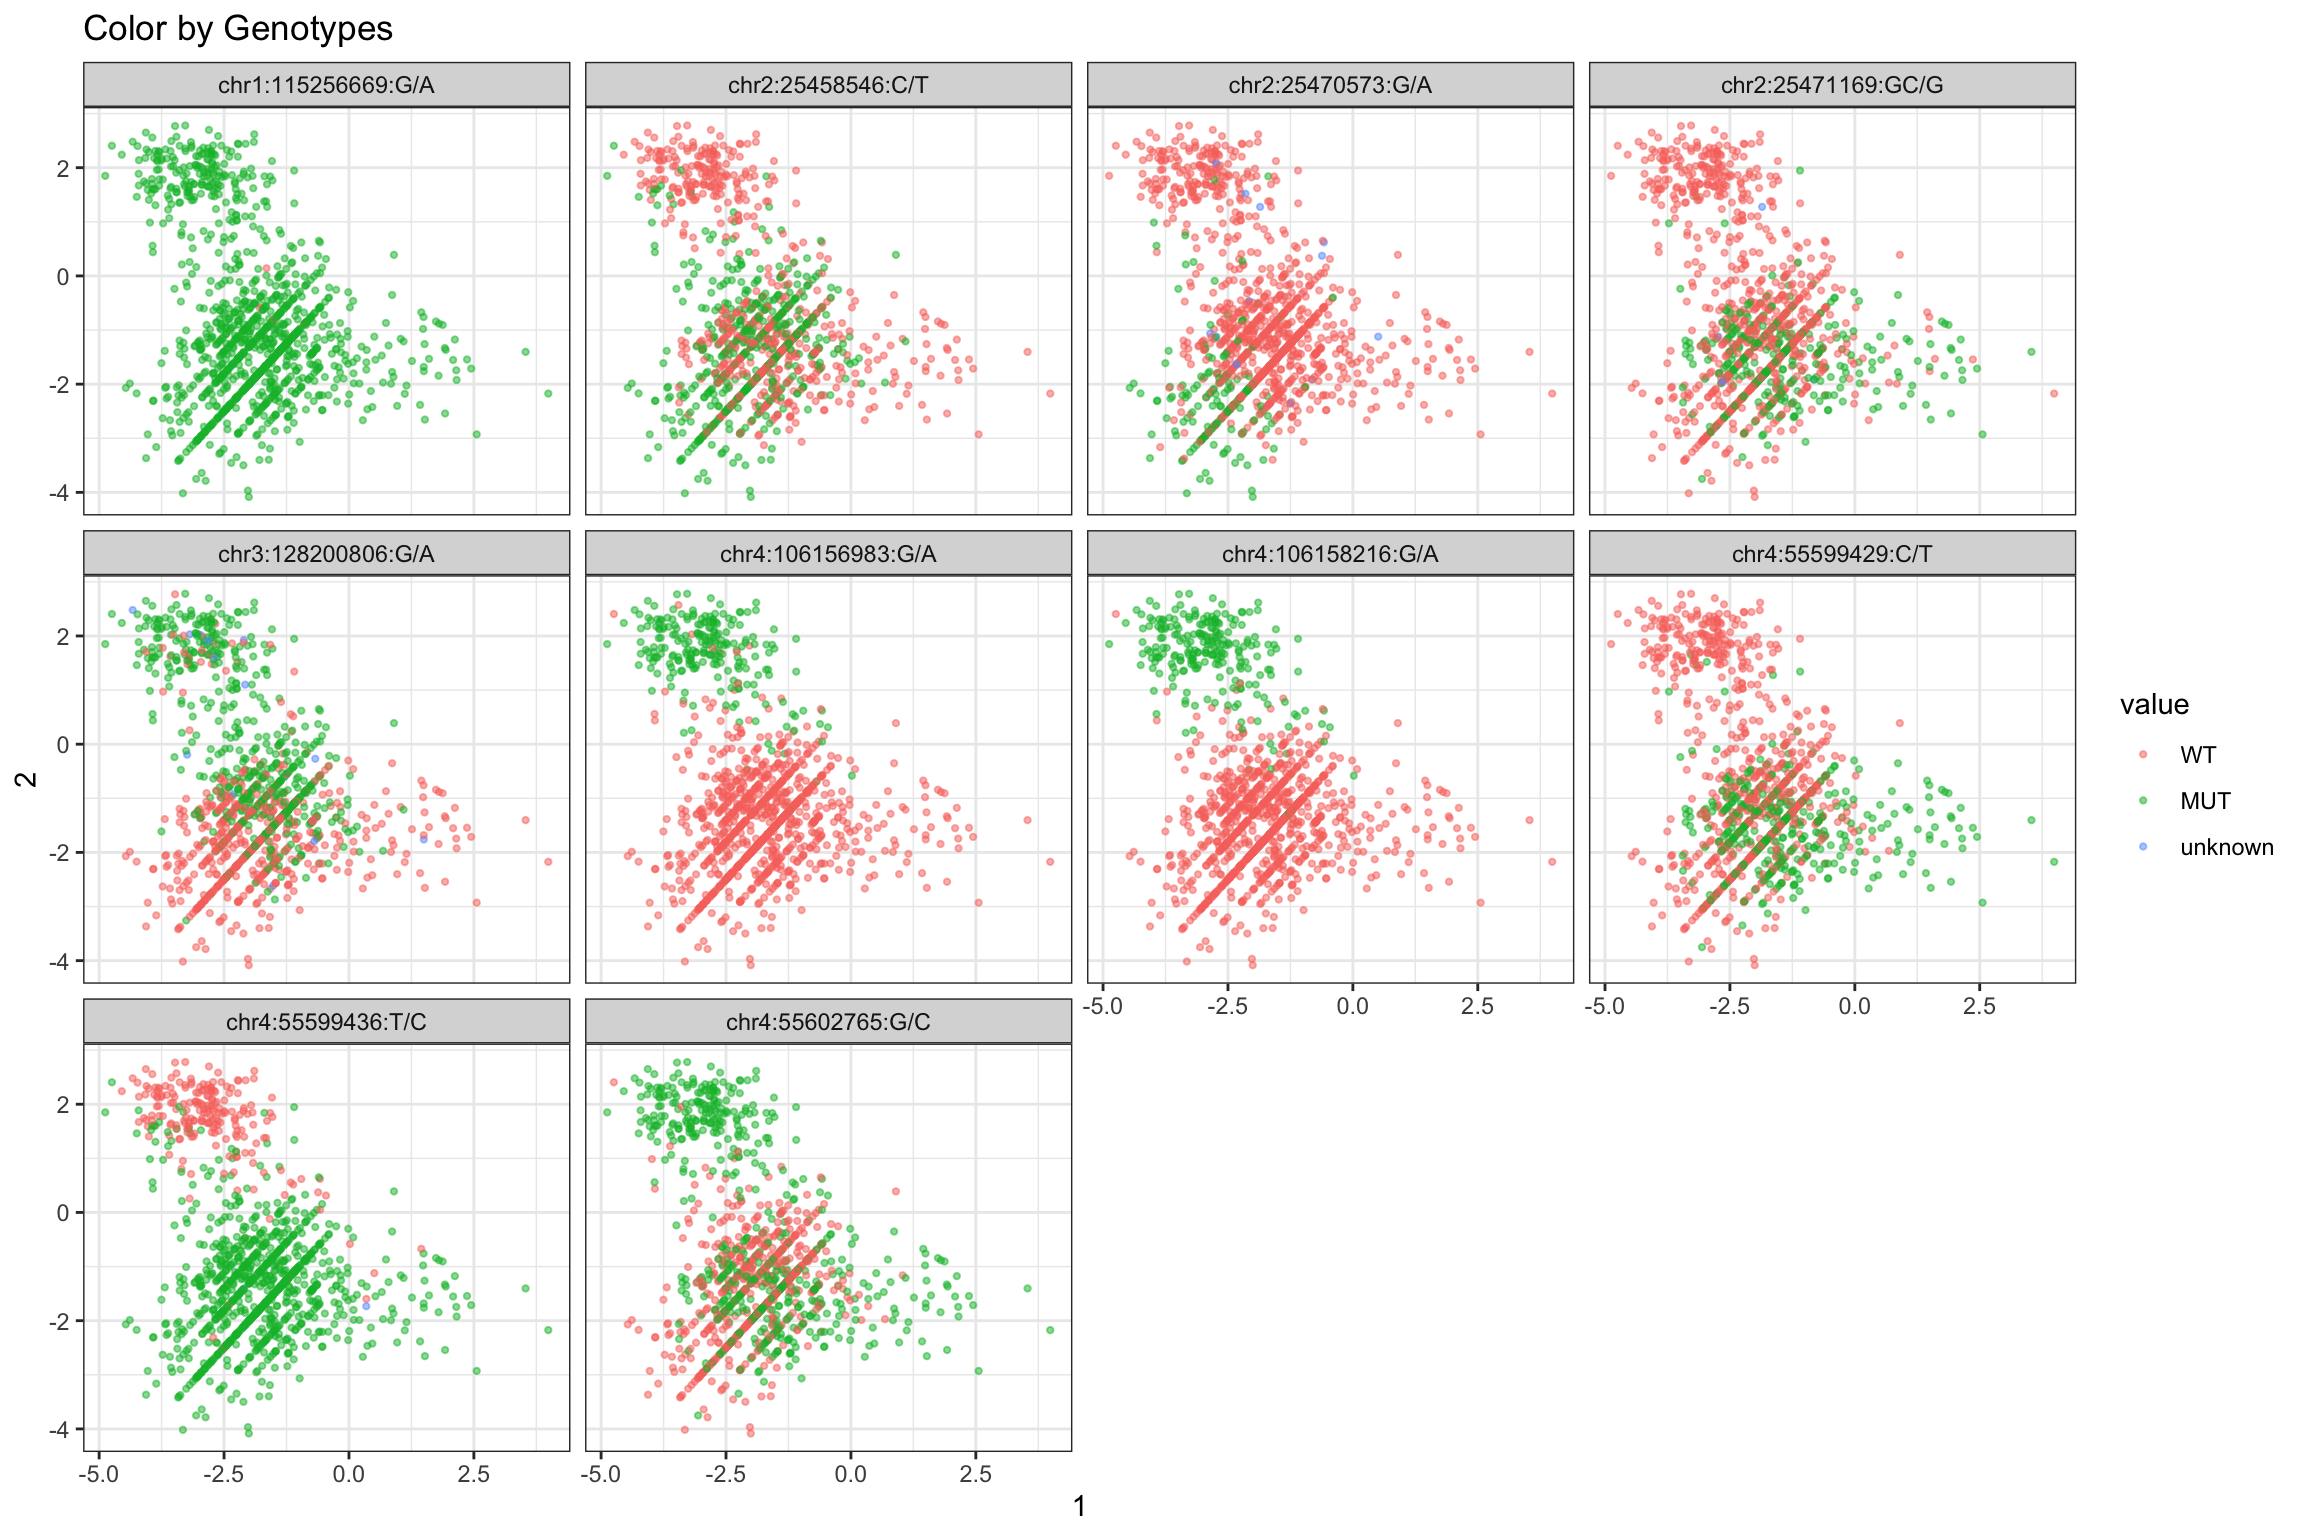 Color by Genotypes
chr1:115256669:G/A
chr2:25458546:C/T
chr2:25470573:G/A
chr2:25471169:GC/G
2
0
-2
-4
chr3:128200806:G/A
chr4:106156983:G/A
chr4:106158216:G/A
chr4:55599429:C/T
2
0
-2
-4
-5.0
-2.5
0.0
2.5
-5.0
-2.5
0.0
2.5
chr4:55599436:T/C
chr4:55602765:G/C
2
0
-2
-4
-5.0
-2.5
0.0
2.5
-5.0
-2.5
0.0
2.5
1
2
value
WT
MUT
unknown